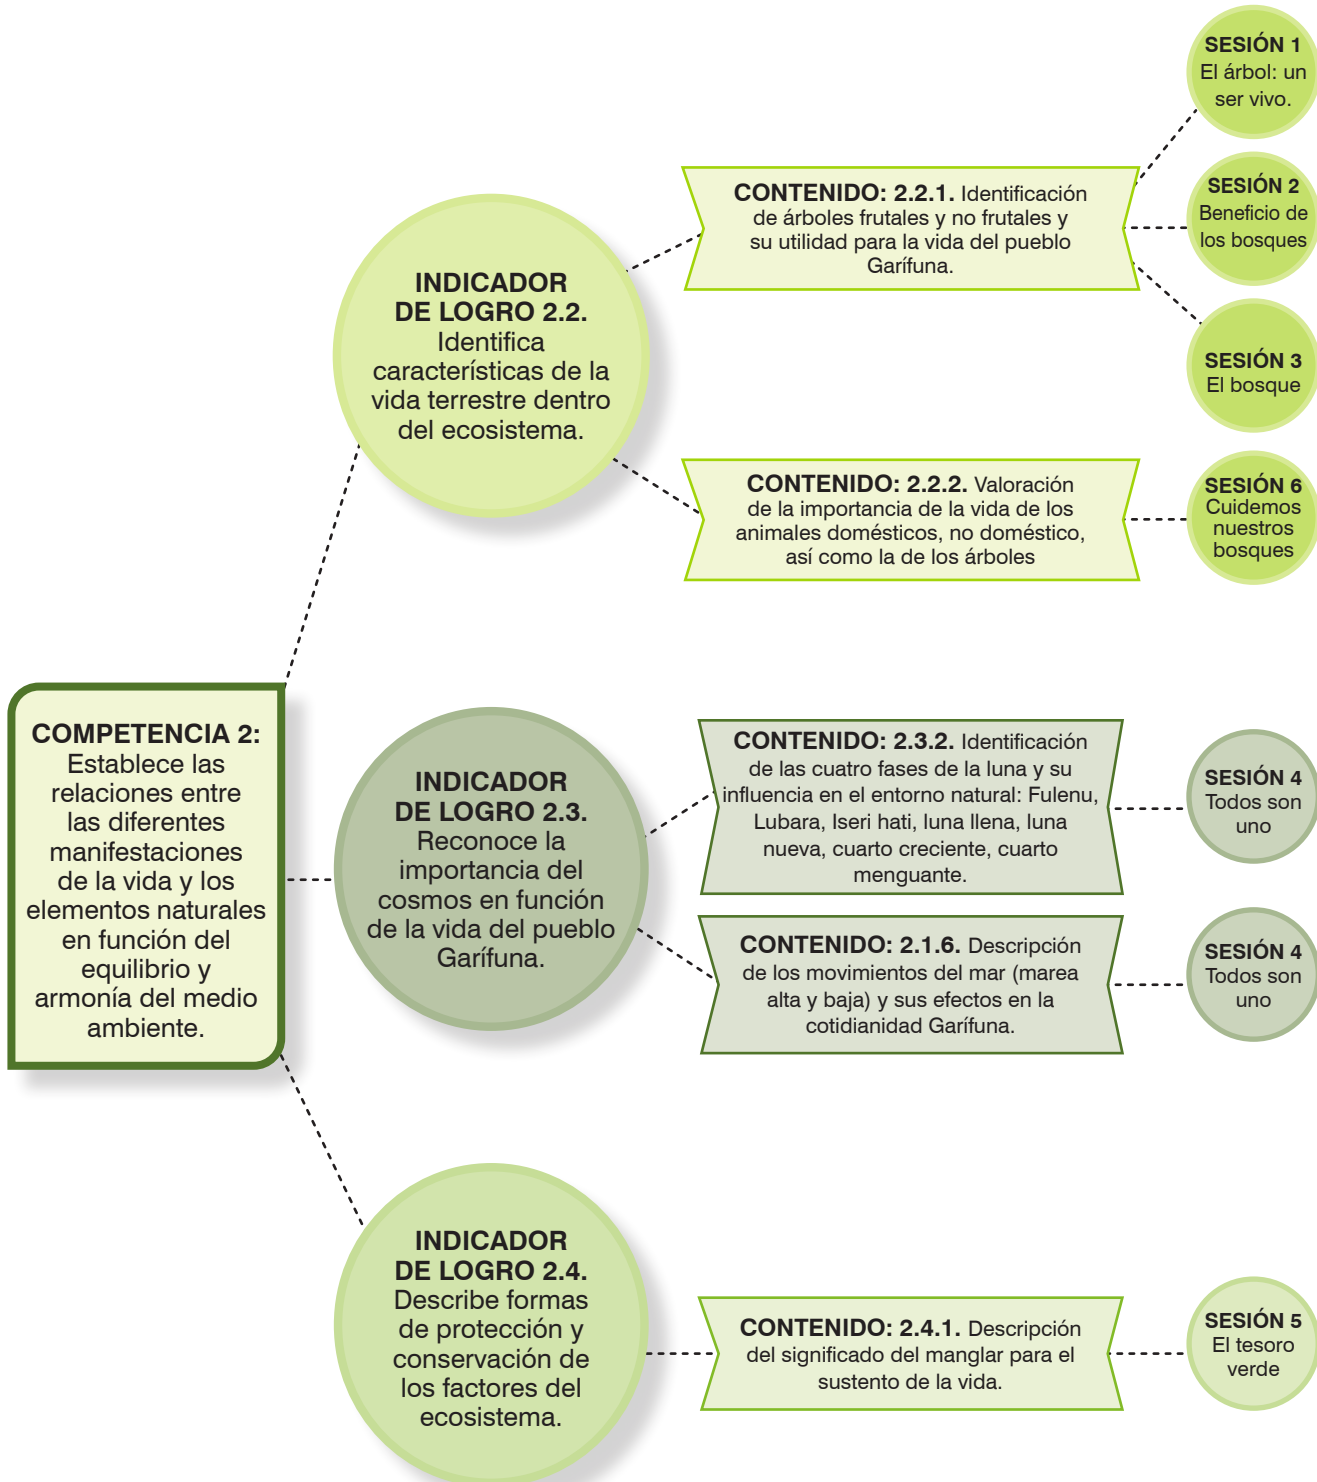 COMPETENCIA 2:
Establece las
relaciones entre
las diferentes
manifestaciones
de la vida y los
elementos naturales
en función del
equilibrio y
armonía del medio
ambiente.
INDICADOR
DE LOGRO 2.2.
Identifica
características de la
vida terrestre dentro
del ecosistema.
CONTENIDO: 2.2.1. Identificación
de árboles frutales y no frutales y
su utilidad para la vida del pueblo
Garífuna.
SESIÓN 1
El árbol: un
ser vivo.
SESIÓN 2
Beneficio de
los bosques
SESIÓN 3
El bosque
CONTENIDO: 2.2.2. Valoración
de la importancia de la vida de los
animales domésticos, no doméstico,
así como la de los árboles
SESIÓN 6
Cuidemos
nuestros
bosques
INDICADOR
DE LOGRO 2.3.
Reconoce la
importancia del
cosmos en función
de la vida del pueblo
Garífuna.
CONTENIDO: 2.3.2. Identificación
de las cuatro fases de la luna y su
influencia en el entorno natural: Fulenu,
Lubara, Iseri hati, luna llena, luna
nueva, cuarto creciente, cuarto
menguante.
SESIÓN 4
Todos son
uno
CONTENIDO: 2.1.6. Descripción
de los movimientos del mar (marea
alta y baja) y sus efectos en la
cotidianidad Garífuna.
SESIÓN 4
Todos son
uno
INDICADOR
DE LOGRO 2.4.
Describe formas
de protección y
conservación de
los factores del
ecosistema.
CONTENIDO: 2.4.1. Descripción
del significado del manglar para el
sustento de la vida.
SESIÓN 5
El tesoro
verde